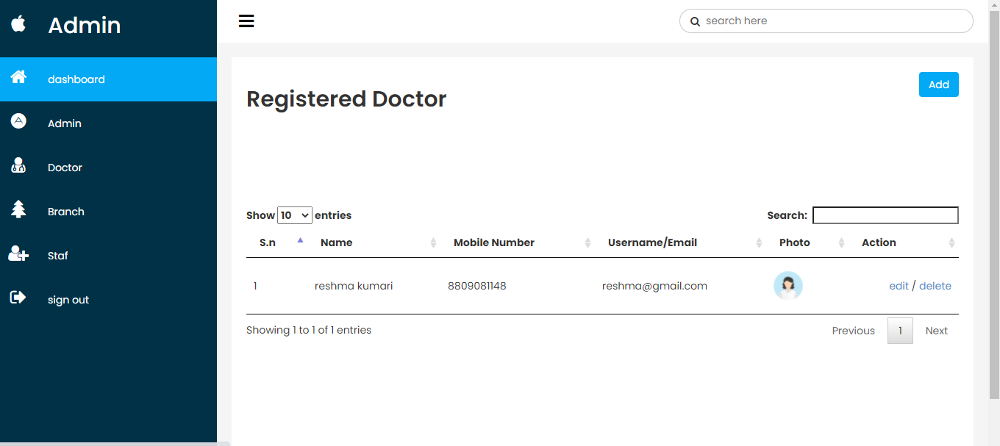 Admin
search here
dashboard
Admin
Doctor
Branch
Staf
sign out
Registered Doctor
Add
Show 10 entries
Search:
S.n Name Mobile Number Username/Email Photo Action
1 reshma kumari 8809081148 reshma@gmail.com edit / delete
Showing 1 to 1 of 1 entries
Previous 1 Next